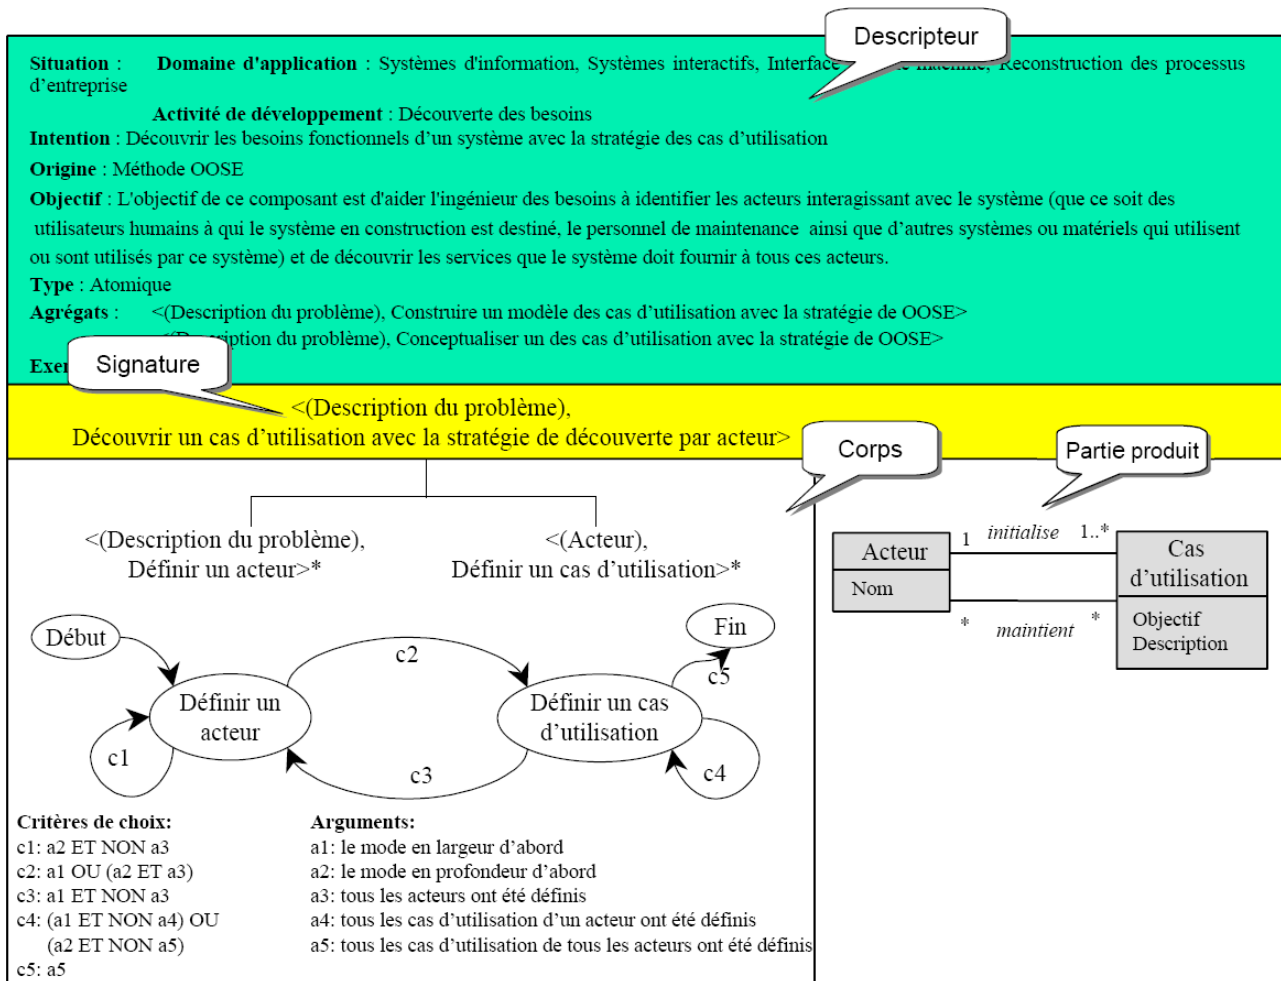 Descripteur
Situation : Domaine d'application : Systèmes d'information, Systèmes interactifs, Interface machine, Reconstruction des processus
d'entreprise
Activité de développement : Découverte des besoins
Intention : Découvrir les besoins fonctionnels d'un système avec la stratégie des cas d'utilisation
Origine : Méthode OOSE
Objectif : L'objectif de ce composant est d'aider l'ingénieur des besoins à identifier les acteurs interagissant avec le système (que ce soit des
utilisateurs humains à qui le système en construction est destiné, le personnel de maintenance ainsi que d'autres systèmes ou matériels qui utilisent
ou sont utilisés par ce système) et de découvrir les services que le système doit fournir à tous ces acteurs.
Type : Atomique
Agrégats : <(Description du problème), Construire un modèle des cas d'utilisation avec la stratégie de OOSE>
<(Description du problème), Conceptualiser un des cas d'utilisation avec la stratégie de OOSE>
Signature
<(Description du problème),
Découvrir un cas d'utilisation avec la stratégie de découverte par acteur>
Corps
Partie produit
<(Description du problème),
Définir un acteur>*
<(Acteur),
Définir un cas d'utilisation>*
Début
Définir un
acteur
c1
c2
c3
Définir un cas
d'utilisation
c4
c5
Fin
Acteur
Nom
1 initialise 1..*
* maintient *
Cas
d'utilisation
Objectif
Description
Critères de choix:
c1: a2 ET NON a3
c2: a1 OU (a2 ET a3)
c3: a1 ET NON a3
c4: (a1 ET NON a4) OU
(a2 ET NON a5)
c5: a5
Arguments:
a1: le mode en largeur d'abord
a2: le mode en profondeur d'abord
a3: tous les acteurs ont été définis
a4: tous les cas d'utilisation d'un acteur ont été définis
a5: tous les cas d'utilisation de tous les acteurs ont été définis